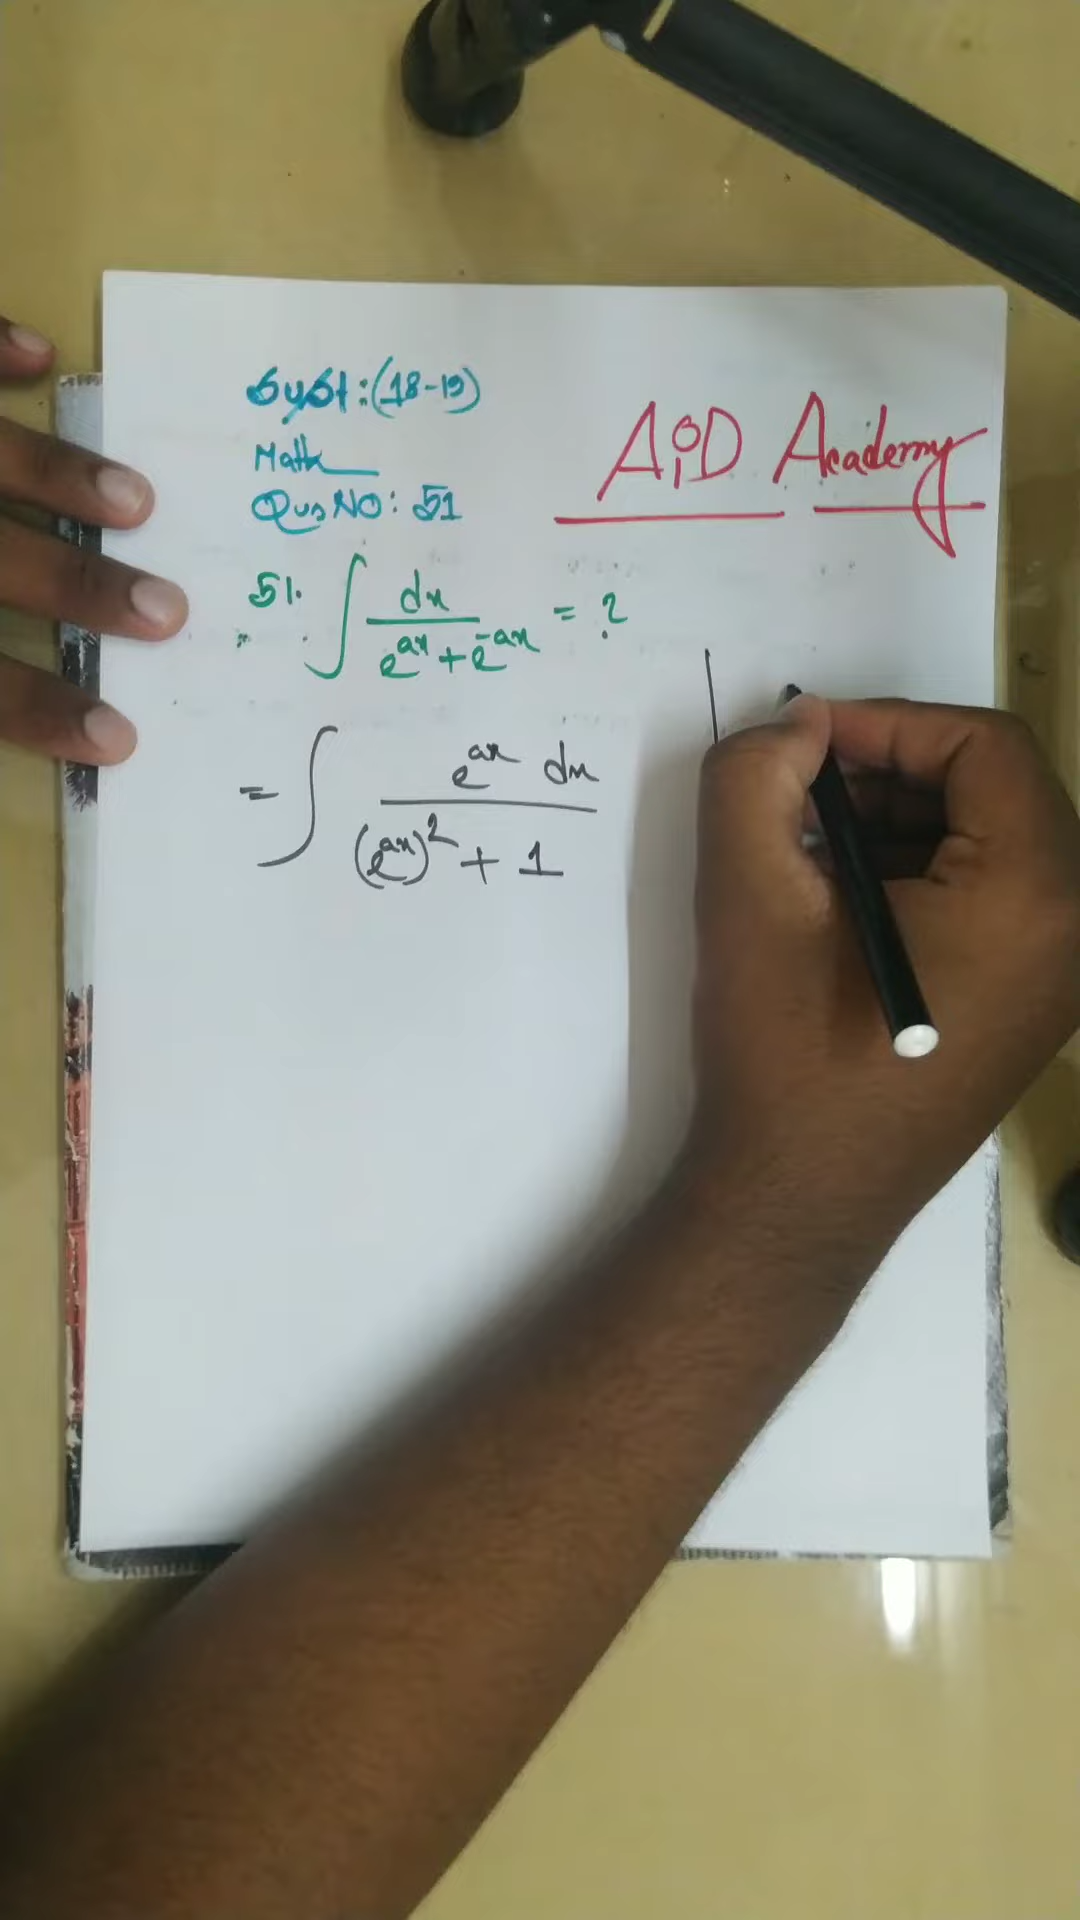 গুচ্ছ:(18-19)
Math
Qus NO: 51
AiD Academy
51. ∫ dx / (e^ax + e^-ax) = ?
= ∫ e^ax dx / ((e^ax)^2 + 1)